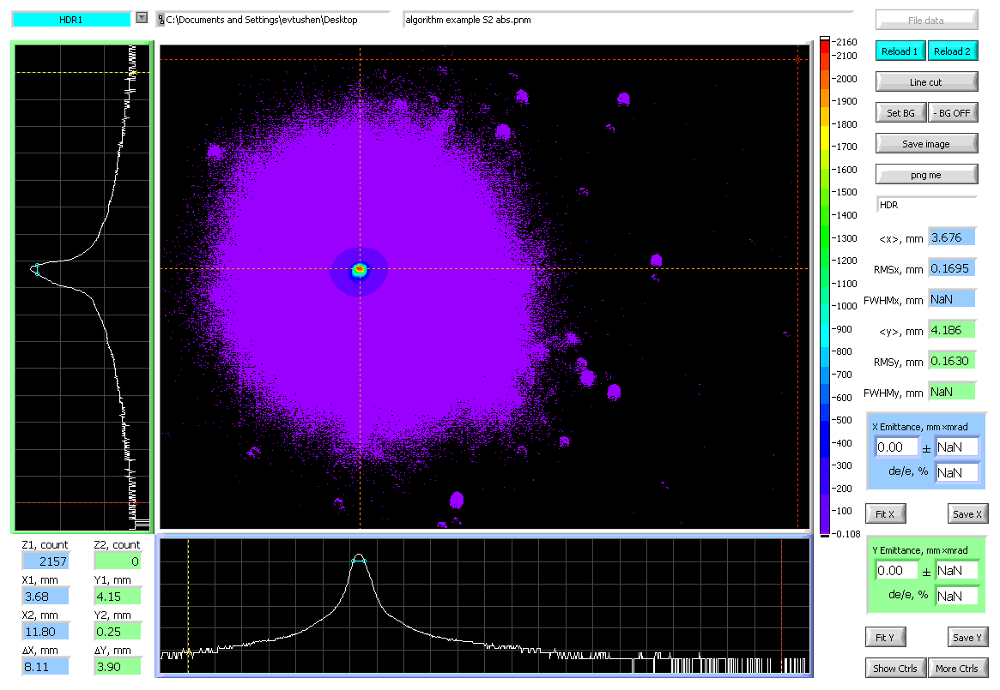 HDR1
C:\Documents and Settings\evtushen\Desktop
algorithm example S2 abs.pnm
File data
Reload 1 Reload 2
Line cut
Set BG - BG OFF
Save image
png me
HDR
<x>, mm 3.676
RMSx, mm 0.1695
FWHMx, mm NaN
<y>, mm 4.186
RMSy, mm 0.1630
FWHMy, mm NaN
X Emittance, mm ×mrad
0.00 ± NaN
de/e, % NaN
Fit X Save X
Y Emittance, mm ×mrad
0.00 ± NaN
de/e, % NaN
Fit Y Save Y
Show Ctrls More Ctrls
2160
2100
2000
1900
1800
1700
1600
1500
1400
1300
1200
1100
1000
900
800
700
600
500
400
300
200
100
-0.108
Z1, count Z2, count
2157 0
X1, mm Y1, mm
3.68 4.15
X2, mm Y2, mm
11.80 0.25
ΔX, mm ΔY, mm
8.11 3.90